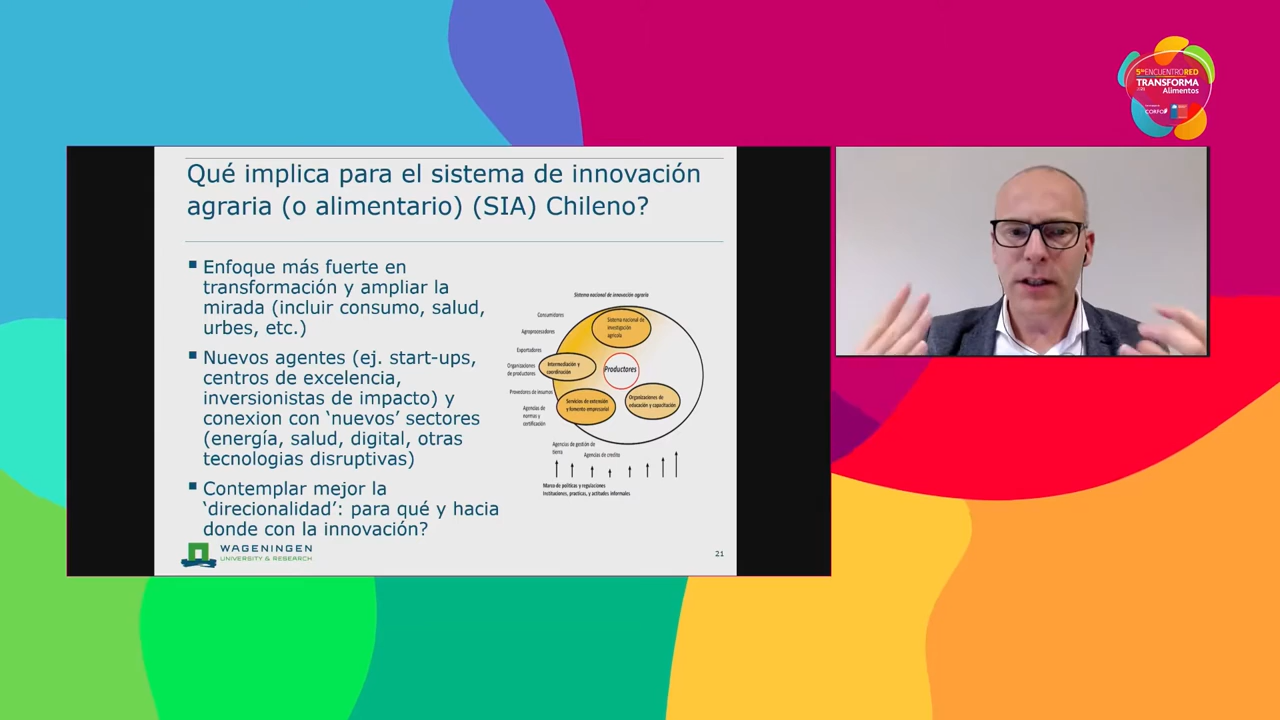 5to ENCUENTRO RED
TRANSFORMA
Alimentos
CORFO
Qué implica para el sistema de innovación
agraria (o alimentario) (SIA) Chileno?
Enfoque más fuerte en
transformación y ampliar la
mirada (incluir consumo, salud,
urbes, etc.)
Nuevos agentes (ej. start-ups,
centros de excelencia,
inversionistas de impacto) y
conexion con ‘nuevos’ sectores
(energía, salud, digital, otras
tecnologias disruptivas)
Contemplar mejor la
‘direcionalidad’: para qué y hacia
donde con la innovación?
Sistema nacional de innovación agraria
Consumidores
Agroprocesadores
Exportadores
Organizaciones
de productores
Proveedores de insumos
Agencias de
normas y
certificación
Sistema nacional de
investigación
agrícola
Intermediación y
coordinación
Productores
Servicios de extensión
y fomento empresarial
Organizaciones de
educación y capacitación
Agencias de gestión de
tierra
Agencias de credito
Marco de políticas y regulaciones
Instituciones, practicas, y actitudes informales
WAGENINGEN
UNIVERSITY & RESEARCH
21